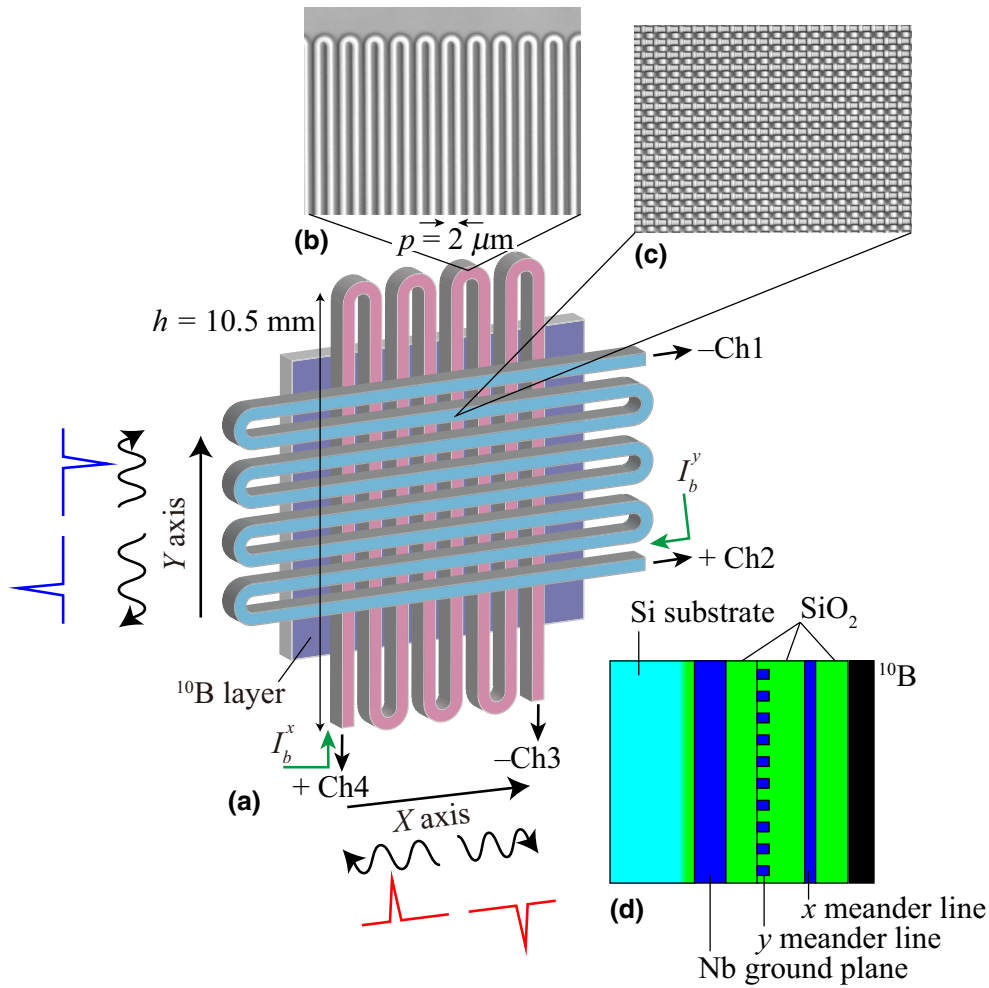 (b)
p = 2 μm
(c)
h = 10.5 mm
–Ch1
Y axis
I_b^y
+ Ch2
¹⁰B layer
I_b^x
+ Ch4
–Ch3
(a)
X axis
Si substrate
SiO₂
¹⁰B
(d)
x meander line
y meander line
Nb ground plane